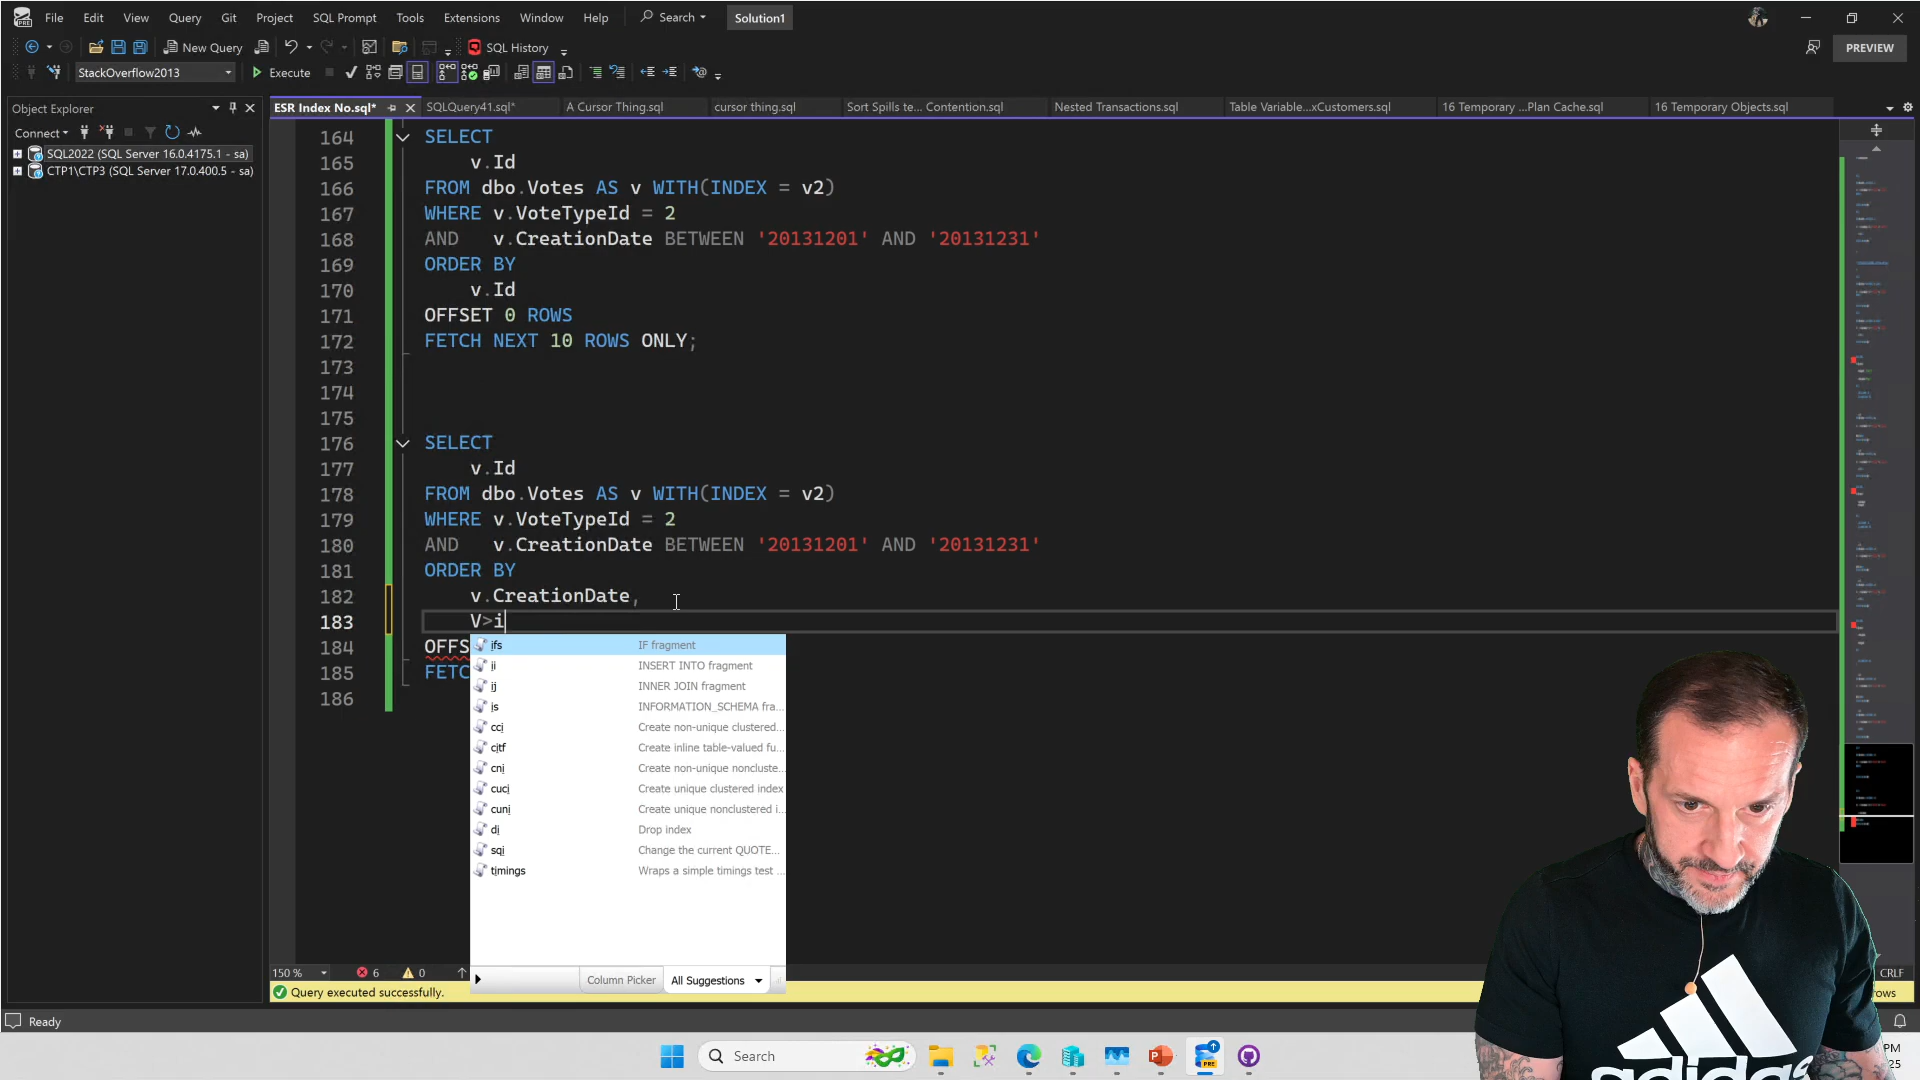 File Edit View Query Git Project SQL Prompt Tools Extensions Window Help Search Solution1
New Query SQL History PREVIEW
StackOverflow2013 Execute
Object Explorer
Connect
SQL2022 (SQL Server 16.0.4175.1 - sa)
CTP1\CTP3 (SQL Server 17.0.400.5 - sa)
ESR Index No.sql* SQLQuery41.sql* A Cursor Thing.sql cursor thing.sql Sort Spills te... Contention.sql Nested Transactions.sql Table Variable...xCustomers.sql 16 Temporary ...Plan Cache.sql 16 Temporary Objects.sql
164 SELECT
165 v.Id
166 FROM dbo.Votes AS v WITH(INDEX = v2)
167 WHERE v.VoteTypeId = 2
168 AND v.CreationDate BETWEEN '20131201' AND '20131231'
169 ORDER BY
170 v.Id
171 OFFSET 0 ROWS
172 FETCH NEXT 10 ROWS ONLY;
173
174
175
176 SELECT
177 v.Id
178 FROM dbo.Votes AS v WITH(INDEX = v2)
179 WHERE v.VoteTypeId = 2
180 AND v.CreationDate BETWEEN '20131201' AND '20131231'
181 ORDER BY
182 v.CreationDate,
183 V>i
184 OFFS
185 FETC
186
ifs IF fragment
ii INSERT INTO fragment
ij INNER JOIN fragment
is INFORMATION_SCHEMA fra...
cci Create non-unique clustered...
citf Create inline table-valued fu...
cni Create non-unique nonccluste...
cuci Create unique clustered index
cuni Create unique nonclustered i...
di Drop index
sqi Change the current QUOTE...
timings Wraps a simple timings test ...
Column Picker All Suggestions
150 % 6 0 CRLF
Query executed successfully. ows
Ready
Search
PM
25
PRE
adidas